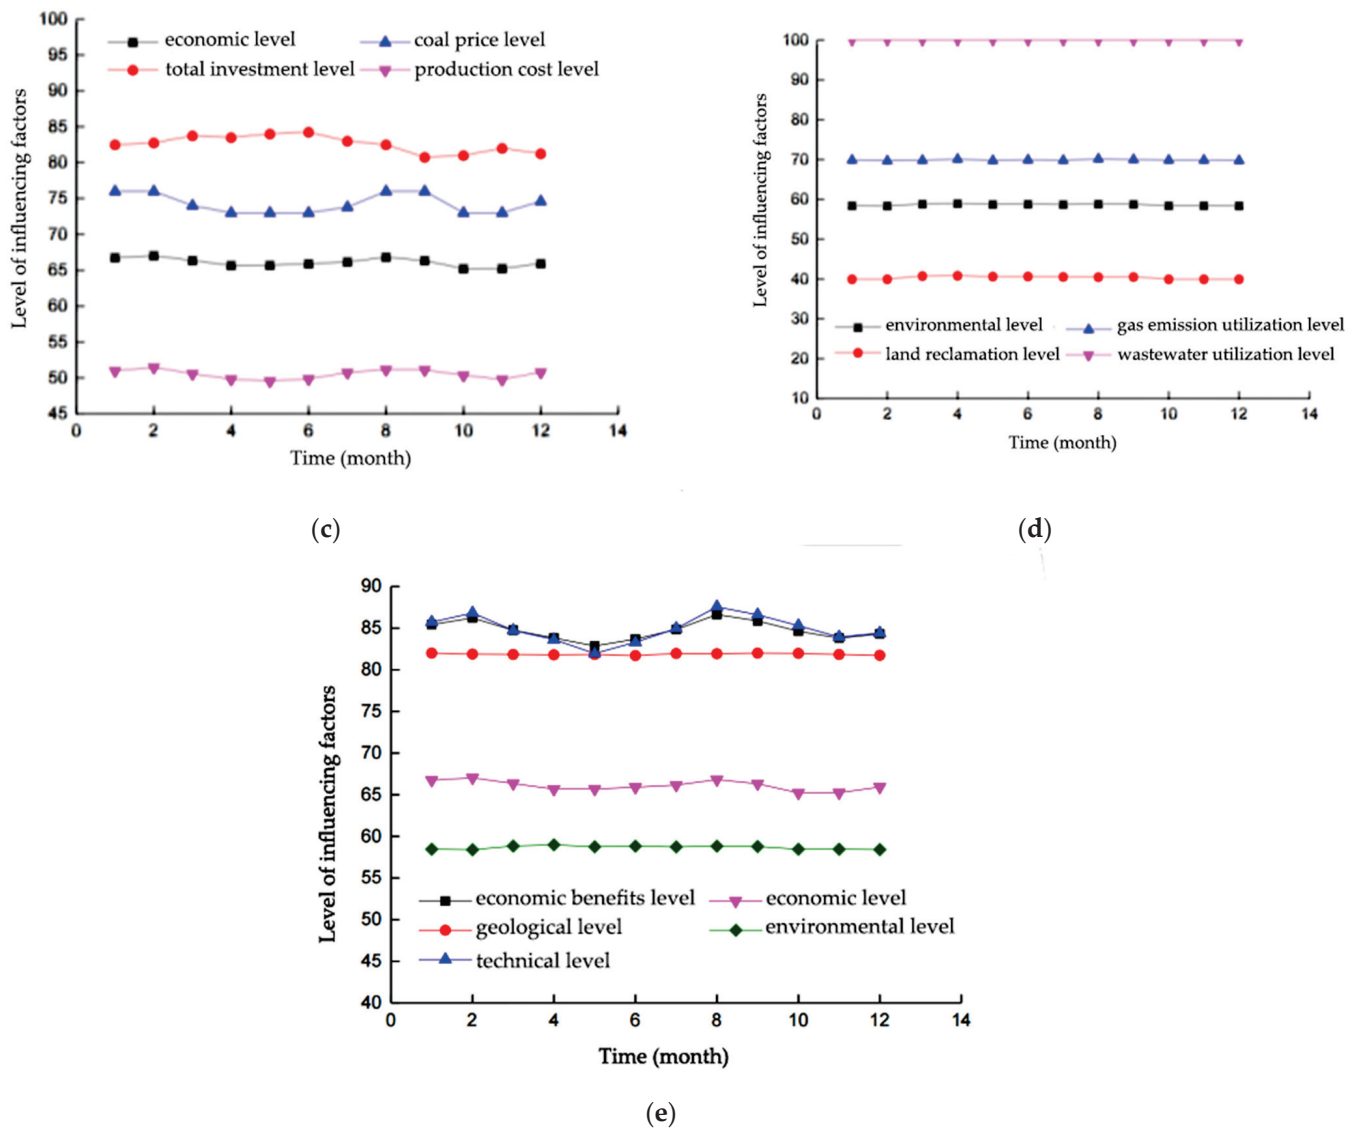 100
95
90
85
80
75
70
65
60
55
50
45
0 2 4 6 8 10 12 14
Level of influencing factors
Time (month)
economic level
coal price level
total investment level
production cost level
(c)
100
90
80
70
60
50
40
30
20
10
0 2 4 6 8 10 12 14
Level of influencing factors
Time (month)
environmental level
gas emission utilization level
land reclamation level
wastewater utilization level
(d)
90
85
80
75
70
65
60
55
50
45
40
0 2 4 6 8 10 12 14
Level of influencing factors
Time (month)
economic benefits level
economic level
geological level
environmental level
technical level
(e)